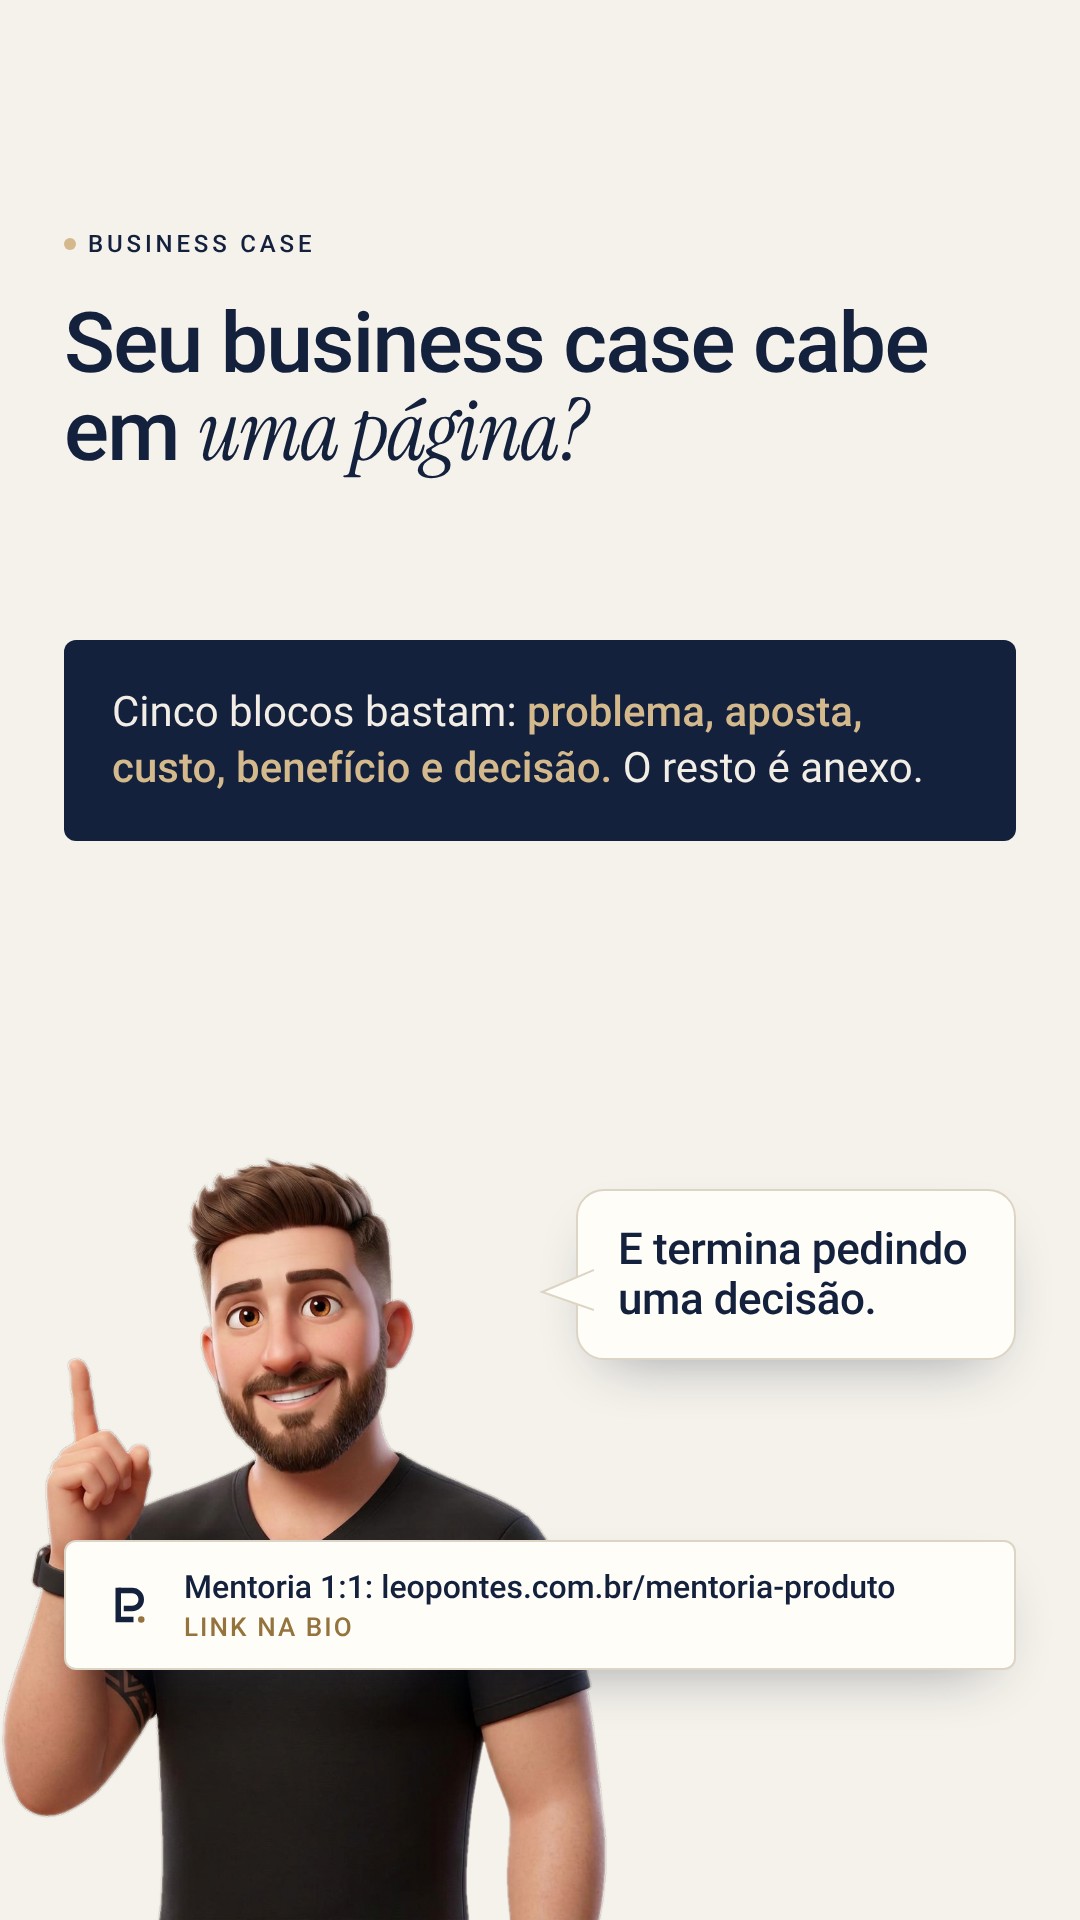 BUSINESS CASE
Seu business case cabe
em uma página?
Cinco blocos bastam: problema, aposta,
custo, benefício e decisão. O resto é anexo.
E termina pedindo
uma decisão.
Mentoria 1:1: leopontes.com.br/mentoria-produto
LINK NA BIO